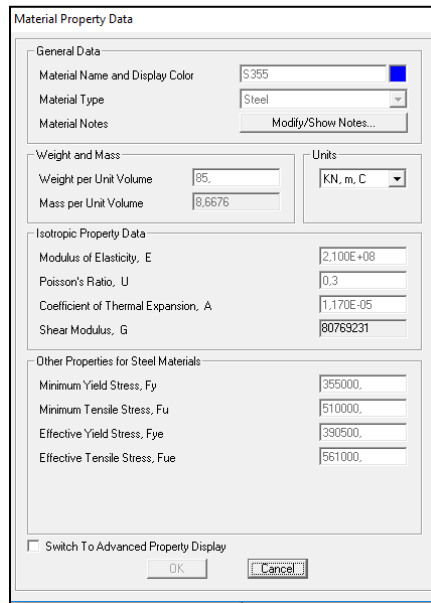 Material Property Data
General Data
Material Name and Display Color S355
Material Type Steel
Material Notes Modify/Show Notes...
Weight and Mass
Weight per Unit Volume 85,
Mass per Unit Volume 8,6676
Units
KN, m, C
Isotropic Property Data
Modulus of Elasticity, E 2,100E+08
Poisson's Ratio, U 0,3
Coefficient of Thermal Expansion, A 1,170E-05
Shear Modulus, G 80769231
Other Properties for Steel Materials
Minimum Yield Stress, Fy 355000,
Minimum Tensile Stress, Fu 510000,
Effective Yield Stress, Fye 390500,
Effective Tensile Stress, Fue 561000,
Switch To Advanced Property Display
OK Cancel